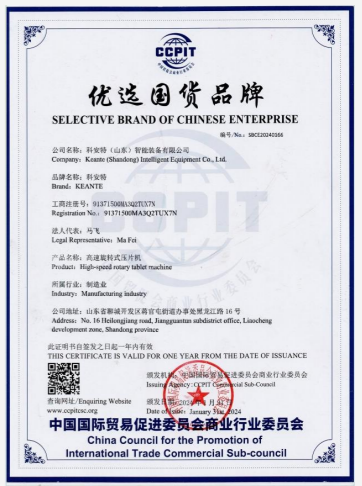 CCPIT
优选国货品牌
SELECTIVE BRAND OF CHINESE ENTERPRISE
编号/No.: SBCE20240366
公司名称：科安特（山东）智能装备有限公司
Company: Keante (Shandong) Intelligent Equipment Co., Ltd.
品牌名称：科安特
Brand: KEANTE
工商注册号：91371500MA3Q2TUX7N
Registration No.: 91371500MA3Q2TUX7N
法人代表：马飞
Legal Representative: Ma Fei
产品名称：高速旋转式压片机
Product: High-speed rotary tablet machine
所属行业：制造业
Industry: Manufacturing industry
公司地址：山东省聊城开发区蒋官屯街道办事处黑龙江路 16 号
Address: No. 16 Heilongjiang road, Jiangguantun subdistrict office, Liaocheng
development zone, Shandong province
此证明书自签发之日起一年内有效
THIS CERTIFICATE IS VALID FOR ONE YEAR FROM THE DATE OF ISSUANCE
颁发机构：中国国际贸易促进委员会商业行业委员会
Issuing Agency: CCPIT Commercial Sub-Council
查询网址/Enquiring Website
www.ccpitcsc.org
颁发日期：2024
Date of Issue: January 31st, 2024
中国国际贸易促进委员会商业行业委员会
China Council for the Promotion of
International Trade Commercial Sub-council